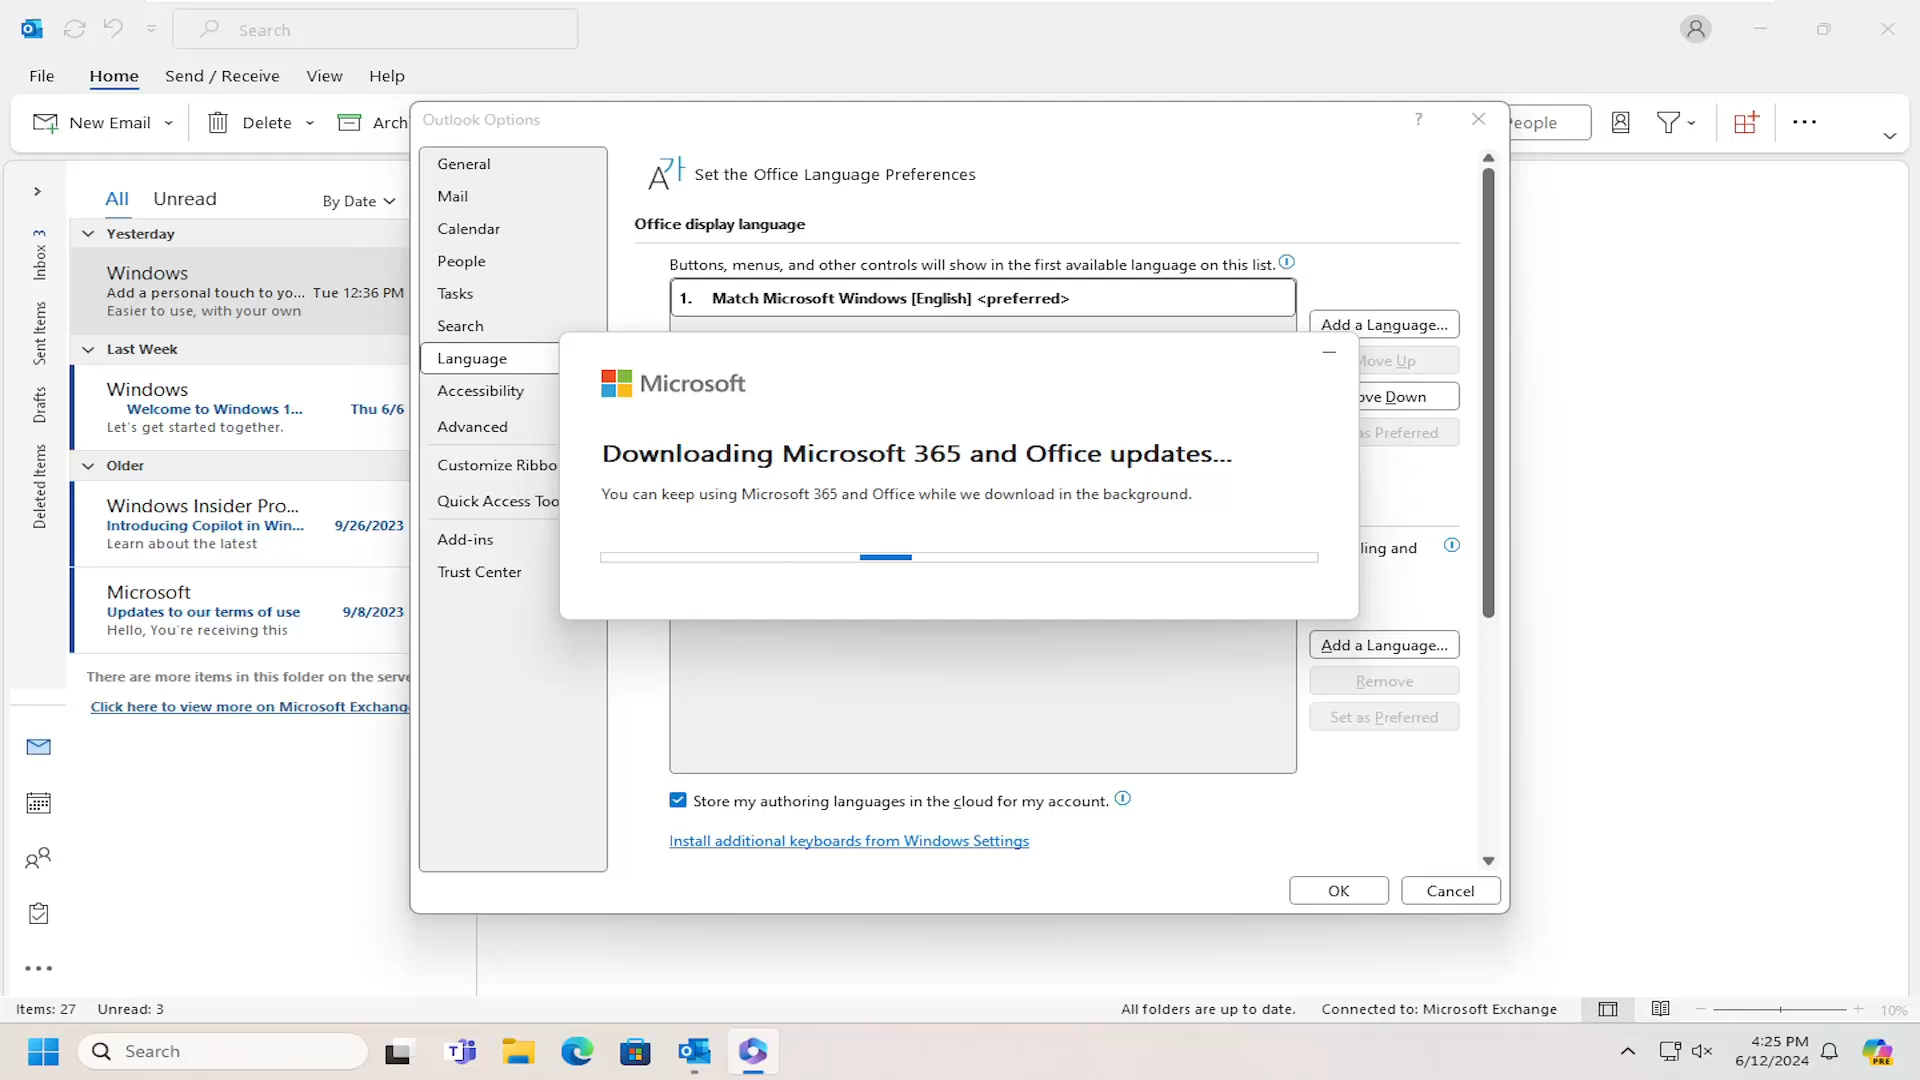 Search
File
Home
Send / Receive
View
Help
New Email
Delete
Arch
eople
Outlook Options
?
General
Mail
Calendar
People
Tasks
Search
Language
Accessibility
Advanced
Customize Ribbo
Quick Access Too
Add-ins
Trust Center
Set the Office Language Preferences
Office display language
Buttons, menus, and other controls will show in the first available language on this list.
1. Match Microsoft Windows [English] <preferred>
Add a Language...
Move Up
ove Down
as Preferred
Microsoft
Downloading Microsoft 365 and Office updates...
You can keep using Microsoft 365 and Office while we download in the background.
ling and
Add a Language...
Remove
Set as Preferred
Store my authoring languages in the cloud for my account.
Install additional keyboards from Windows Settings
OK
Cancel
Inbox 3
Sent Items
Drafts
Deleted Items
All
Unread
By Date
Yesterday
Windows
Add a personal touch to yo... Tue 12:36 PM
Easier to use, with your own
Last Week
Windows
Welcome to Windows 1... Thu 6/6
Let's get started together.
Older
Windows Insider Pro...
Introducing Copilot in Win... 9/26/2023
Learn about the latest
Microsoft
Updates to our terms of use 9/8/2023
Hello, You're receiving this
There are more items in this folder on the serve
Click here to view more on Microsoft Exchang
Items: 27 Unread: 3
All folders are up to date.
Connected to: Microsoft Exchange
10%
Search
4:25 PM
6/12/2024
PRE